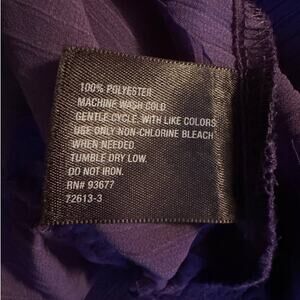 100% POLYESTER
MACHINE WASH COLD
GENTLE CYCLE. WITH LIKE COLORS
USE ONLY NON-CHLORINE BLEACH
WHEN NEEDED.
TUMBLE DRY LOW.
DO NOT IRON.
RN# 93677
72613-3